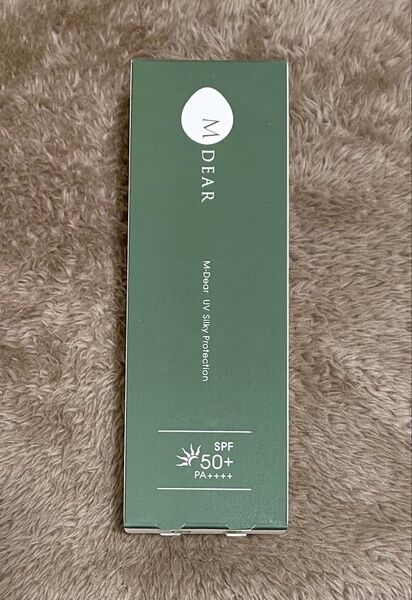 M DEAR
M-Dear UV Silky Protection
SPF
50+
PA++++